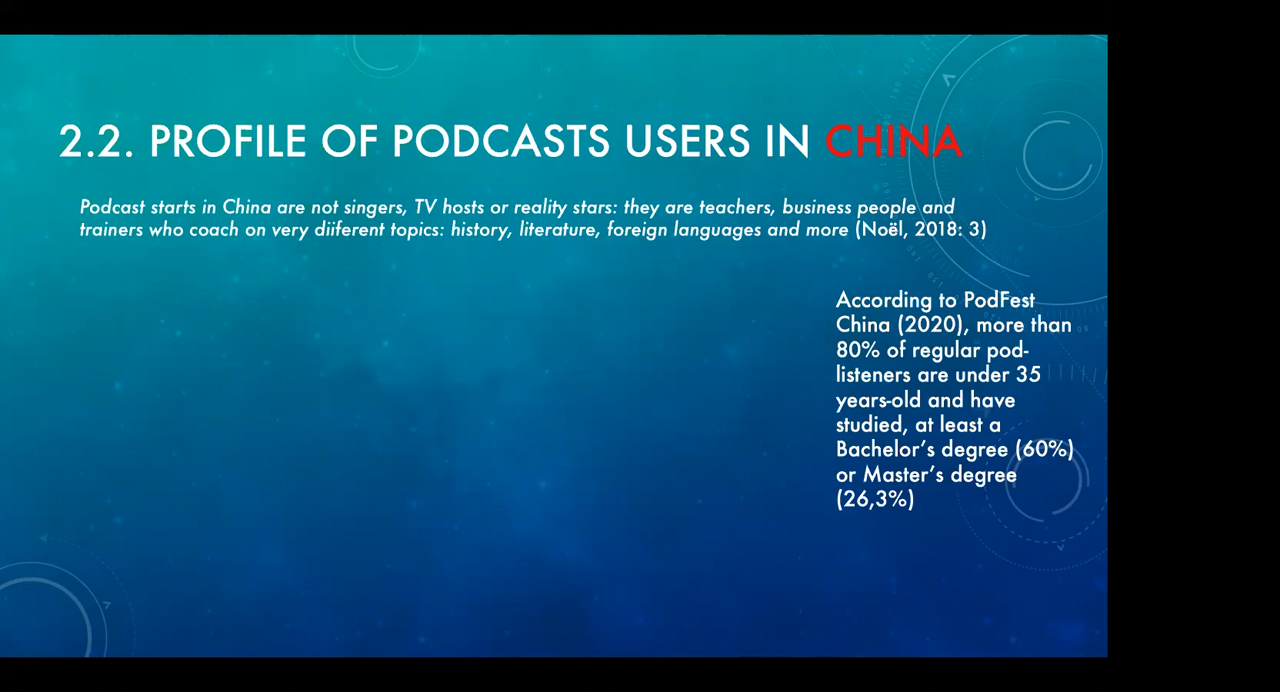 2.2. PROFILE OF PODCASTS USERS IN CHINA
Podcast starts in China are not singers, TV hosts or reality stars: they are teachers, business people and
trainers who coach on very diiferent topics: history, literature, foreign languages and more (Noël, 2018: 3)
According to PodFest
China (2020), more than
80% of regular pod-
listeners are under 35
years-old and have
studied, at least a
Bachelor’s degree (60%)
or Master’s degree
(26,3%)